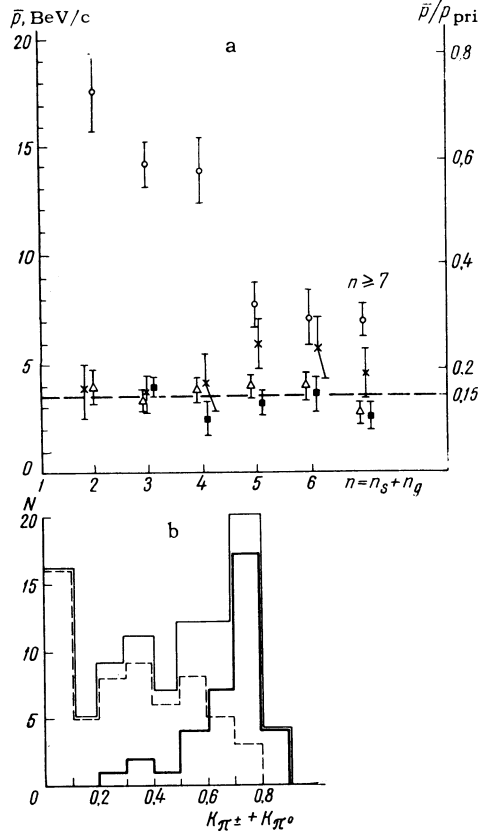 p̄, BeV/c
p̄/p pri
a
20
15
10
5
0
0,8
0,6
0,4
0.2
0,15
n ≥ 7
1 2 3 4 5 6 n=nₛ+n_g
N
b
20
15
10
5
0 0,2 0,4 0,6 0,8
K_π± + K_π⁰